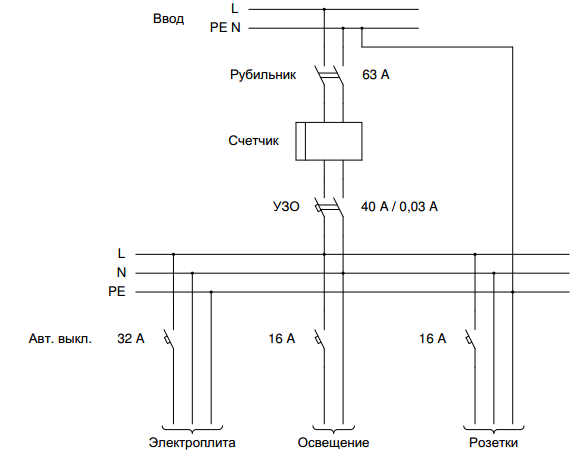 L
Ввод
PE N
Рубильник 63 А
Счетчик
УЗО 40 А / 0,03 А
L
N
PE
Авт. выкл. 32 А 16 А 16 А
Электроплита Освещение Розетки